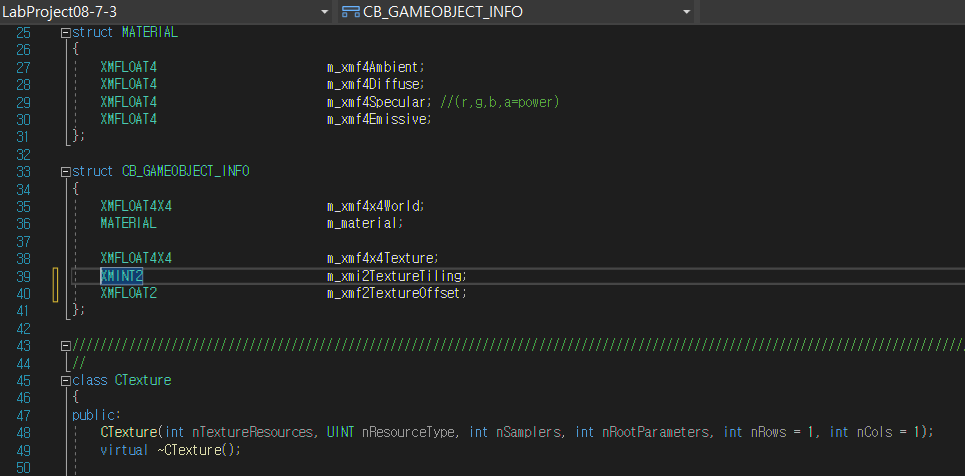 LabProject08-7-3 CB_GAMEOBJECT_INFO
25 struct MATERIAL
26 {
27 XMFLOAT4 m_xmf4Ambient;
28 XMFLOAT4 m_xmf4Diffuse;
29 XMFLOAT4 m_xmf4Specular; //(r,g,b,a=power)
30 XMFLOAT4 m_xmf4Emissive;
31 };
32
33 struct CB_GAMEOBJECT_INFO
34 {
35 XMFLOAT4X4 m_xmf4x4World;
36 MATERIAL m_material;
37
38 XMFLOAT4X4 m_xmf4x4Texture;
39 XMINT2 m_xmi2TextureTiling;
40 XMFLOAT2 m_xmf2TextureOffset;
41 };
42
43 ////////////////////////////////////////////////////////////////////////////////////////////////////////////////////////////////
44 //
45 class CTexture
46 {
47 public:
48 CTexture(int nTextureResources, UINT nResourceType, int nSamplers, int nRootParameters, int nRows = 1, int nCols = 1);
49 virtual ~CTexture();
50